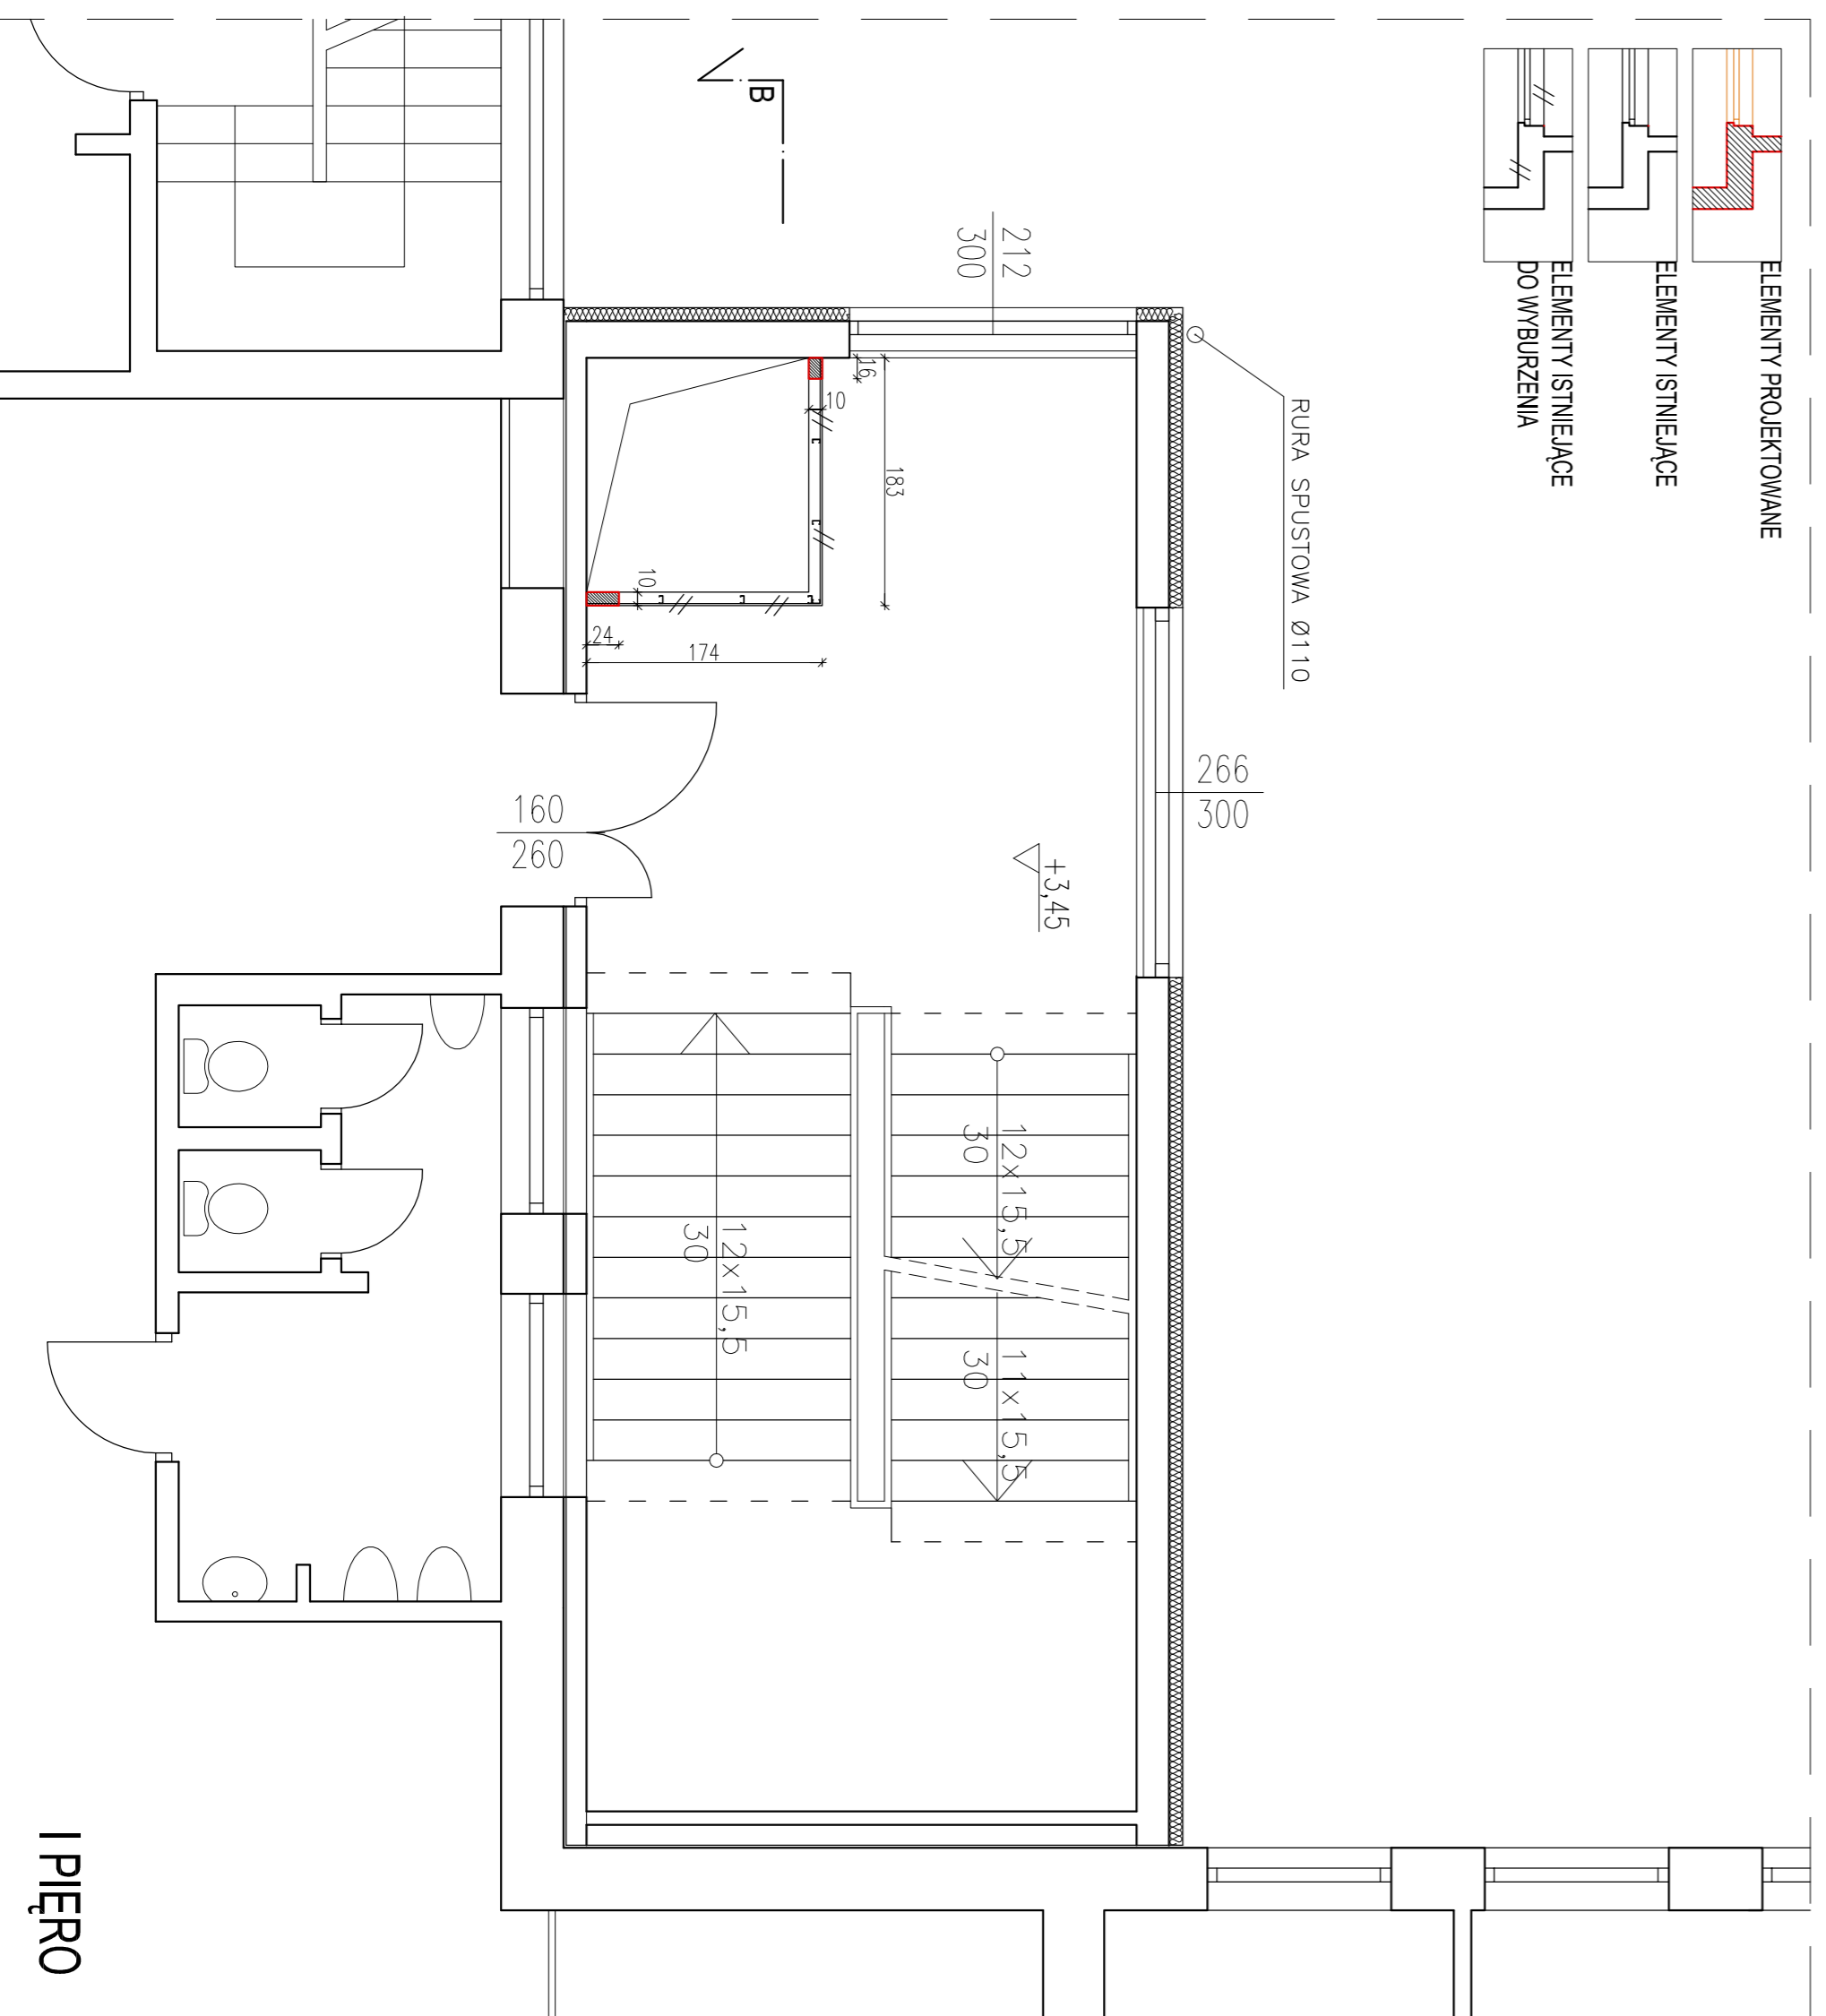 ELEMENTY PROJEKTOWANE
ELEMENTY ISTNIEJĄCE
ELEMENTY ISTNIEJĄCE
DO WYBURZENIA
B
212
300
RURA SPUSTOWA Ø110
16
10
183
10
24
174
266
300
160
260
+3,45
12x15,5
30
11x15,5
30
12x15,5
30
I PIĘRO